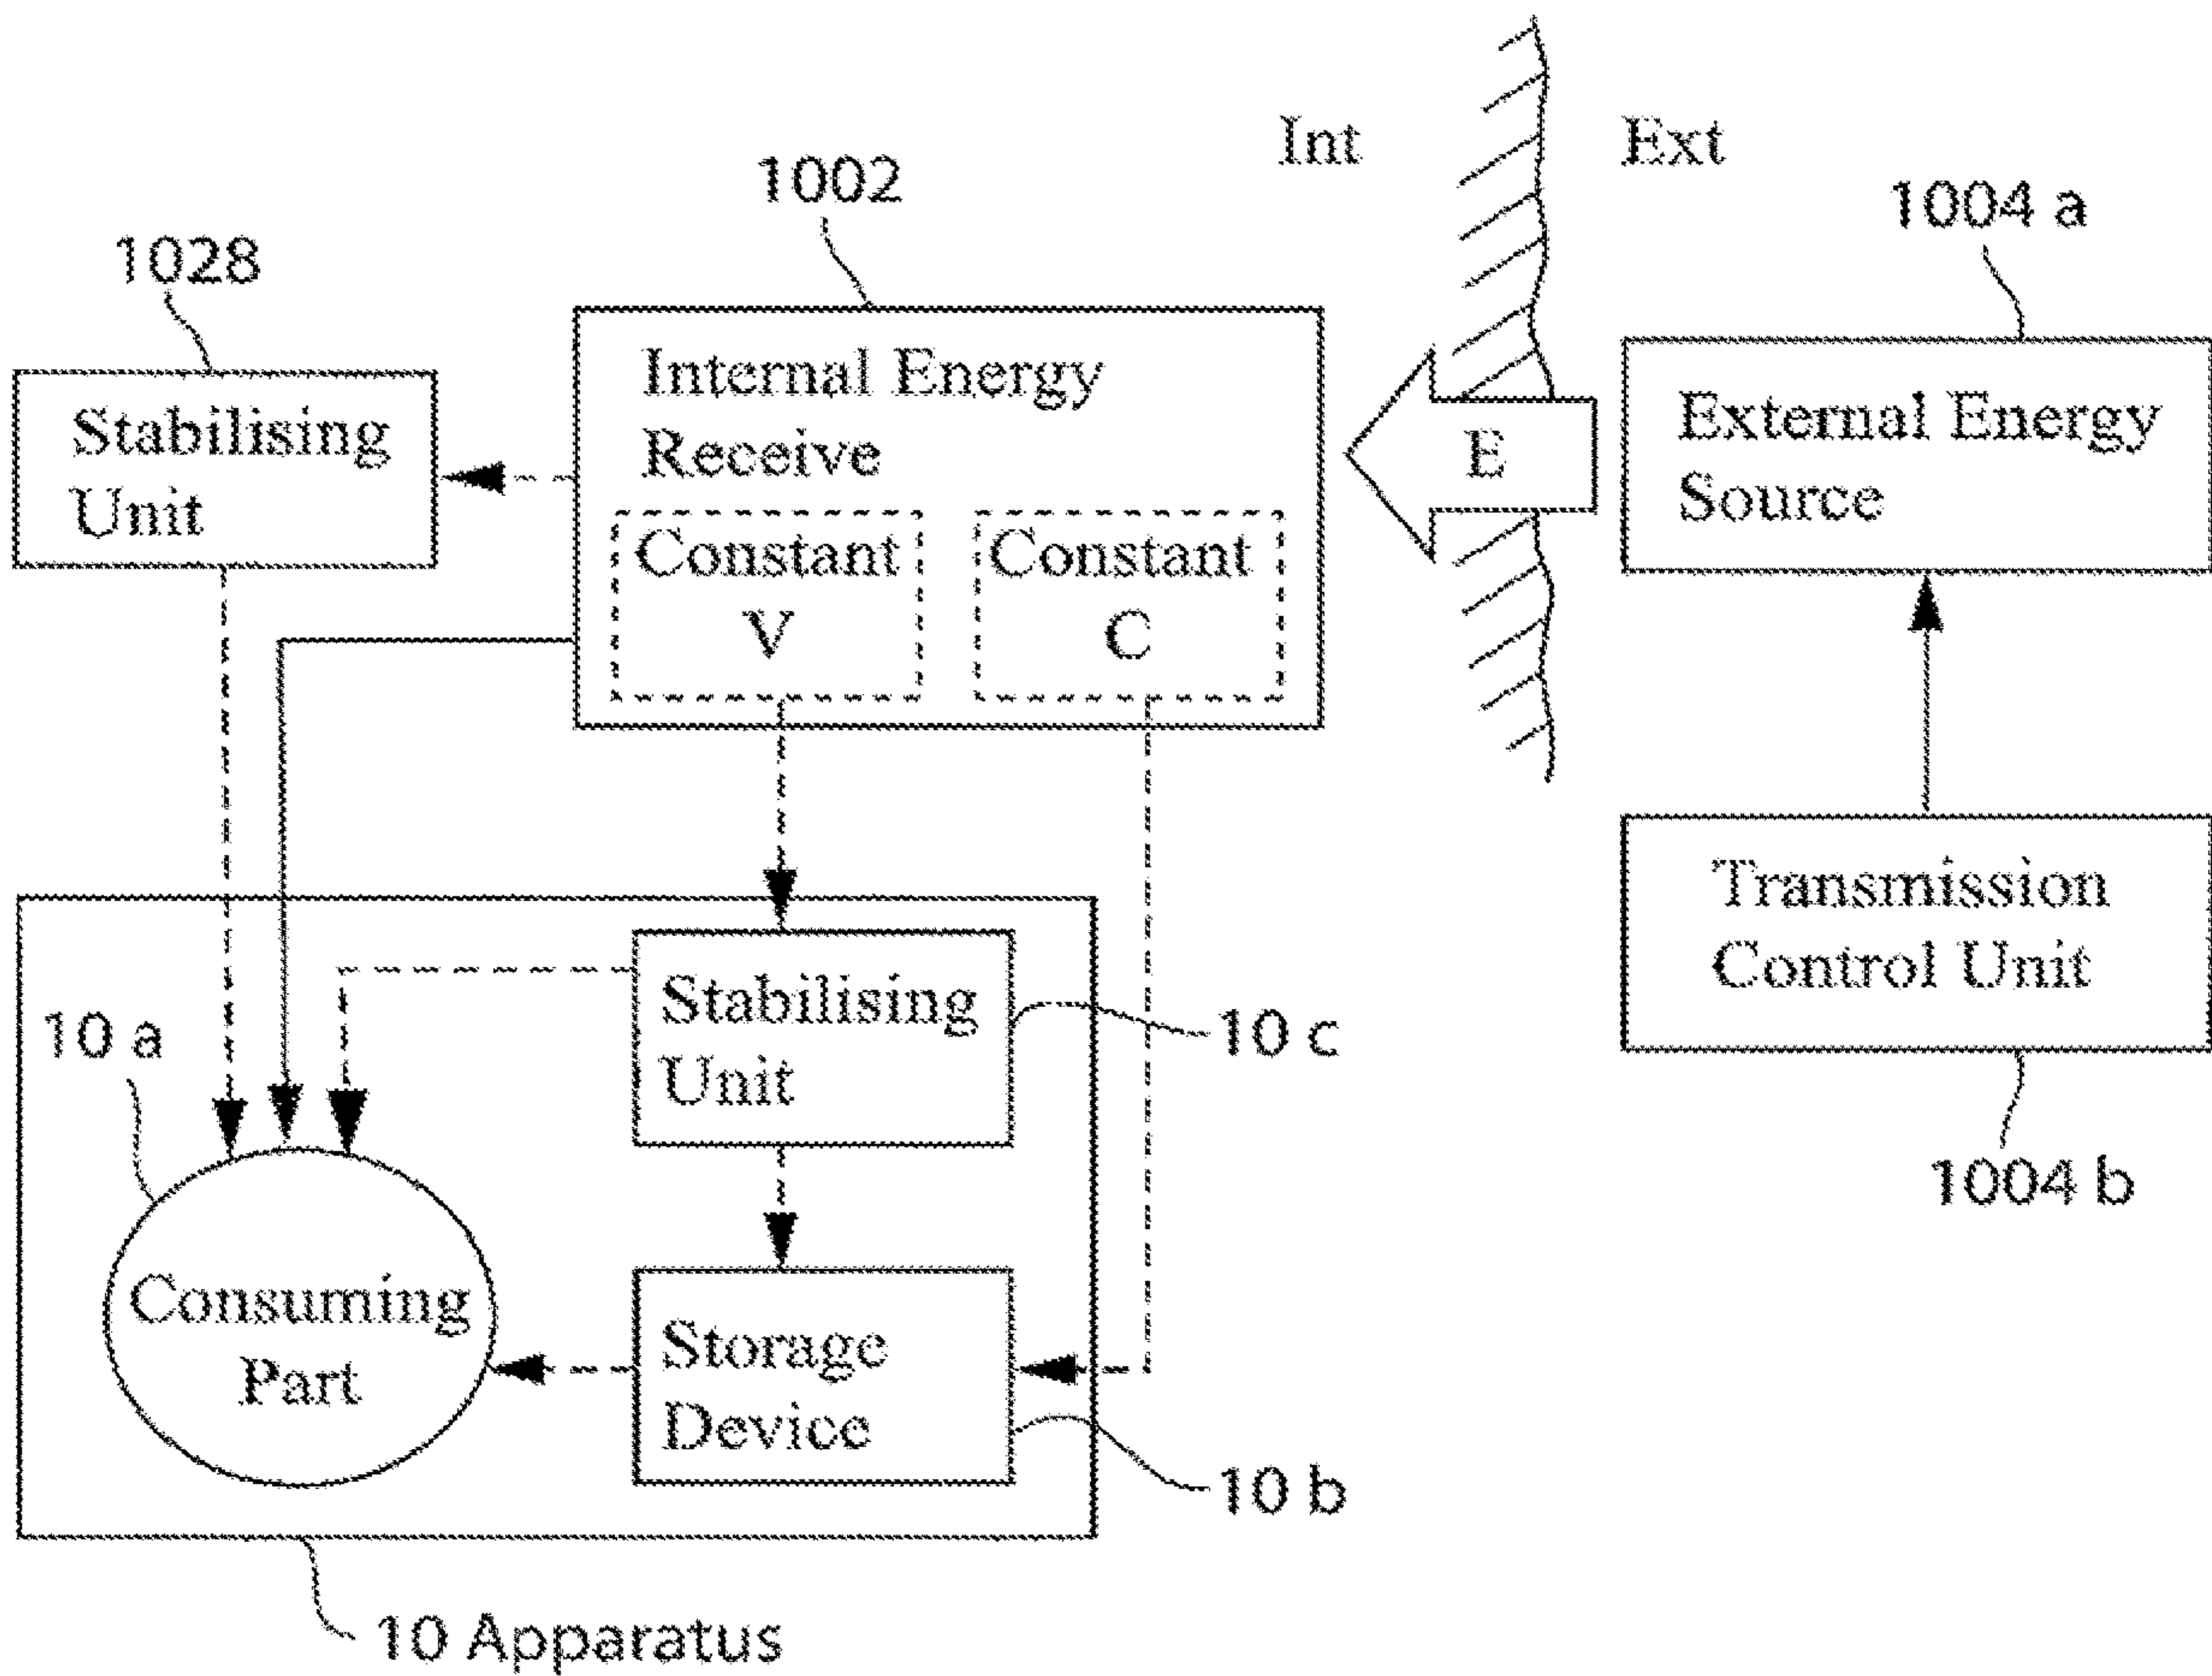 Int
Ext
1002
1004 a
1028
Internal Energy
Receive
Stabilising
Unit
E
External Energy
Source
Constant
V
Constant
C
Transmission
Control Unit
Stabilising
Unit
10 a
10 c
1004 b
Consuming
Part
Storage
Device
10 b
10 Apparatus